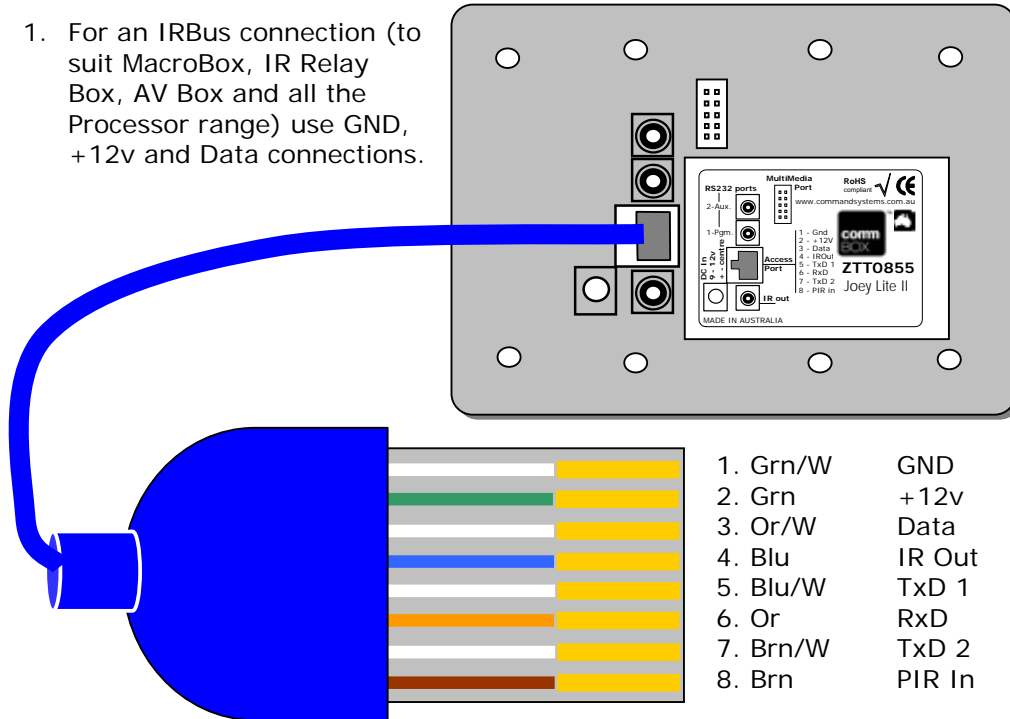 1. For an IRBus connection (to
suit MacroBox, IR Relay
Box, AV Box and all the
Processor range) use GND,
+12v and Data connections.
MultiMedia
Port
RoHS
compliant
CE
RS232 ports
www.commandsystems.com.au
2-Aux.
1-Pgm.
comm
BOX
™
1 - Gnd
2 - +12V
3 - Data
4 - IROut
5 - TxD 1
6 - RxD
7 - TxD 2
8 - PIR in
Access
Port
ZTT0855
Joey Lite II
DC In
9 - 12v
+ - centre
IR out
MADE IN AUSTRALIA
1. Grn/W GND
2. Grn +12v
3. Or/W Data
4. Blu IR Out
5. Blu/W TxD 1
6. Or RxD
7. Brn/W TxD 2
8. Brn PIR In